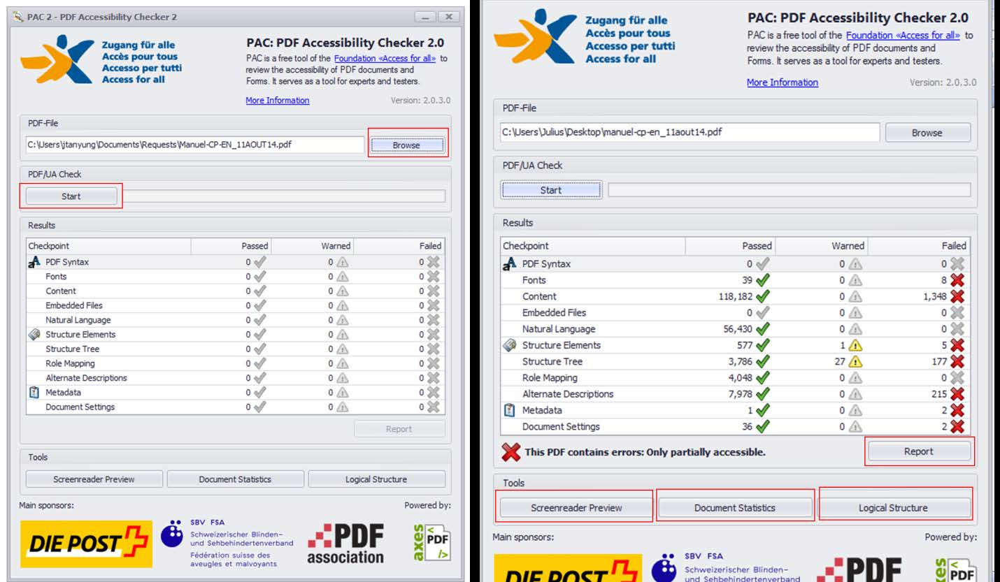 PAC 2 - PDF Accessibility Checker 2
Zugang für alle
Accès pour tous
Accesso per tutti
Access for all
PAC: PDF Accessibility Checker 2.0
PAC is a free tool of the Foundation «Access for all» to
review the accessibility of PDF documents and
Forms. It serves as a tool for experts and testers.
More Information Version: 2.0.3.0
PDF-File
C:\Users\jtanyung\Documents\Requests\Manuel-CP-EN_11AOUT14.pdf Browse
PDF/UA Check
Start
Results
Checkpoint Passed Warned Failed
PDF Syntax 0 0 0
Fonts 0 0 0
Content 0 0 0
Embedded Files 0 0 0
Natural Language 0 0 0
Structure Elements 0 0 0
Structure Tree 0 0 0
Role Mapping 0 0 0
Alternate Descriptions 0 0 0
Metadata 0 0 0
Document Settings 0 0 0
Report
Tools
Screenreader Preview Document Statistics Logical Structure
Main sponsors: Powered by:
DIE POST
SBV FSA
Schweizerischer Blinden-
und Sehbehindertenverband
Fédération suisse des
aveugles et malvoyants
PDF
association
axes
<PDF/>
Zugang für alle
Accès pour tous
Accesso per tutti
Access for all
PAC: PDF Accessibility Checker 2.0
PAC is a free tool of the Foundation «Access for all» to
review the accessibility of PDF documents and
Forms. It serves as a tool for experts and testers.
More Information Version: 2.0.3.0
PDF-File
C:\Users\Julius\Desktop\manuel-cp-en_11aout14.pdf Browse
PDF/UA Check
Start
Results
Checkpoint Passed Warned Failed
PDF Syntax 0 0 0
Fonts 39 0 8
Content 118,182 0 1,348
Embedded Files 0 0 0
Natural Language 56,430 0 0
Structure Elements 577 1 5
Structure Tree 3,786 27 177
Role Mapping 4,048 0 0
Alternate Descriptions 7,978 0 215
Metadata 1 0 2
Document Settings 36 0 2
This PDF contains errors: Only partially accessible. Report
Tools
Screenreader Preview Document Statistics Logical Structure
Main sponsors: Powered by:
DIE POST
SBV FSA
Schweizerischer Blinden-
und Sehbehindertenverband
PDF
PDF